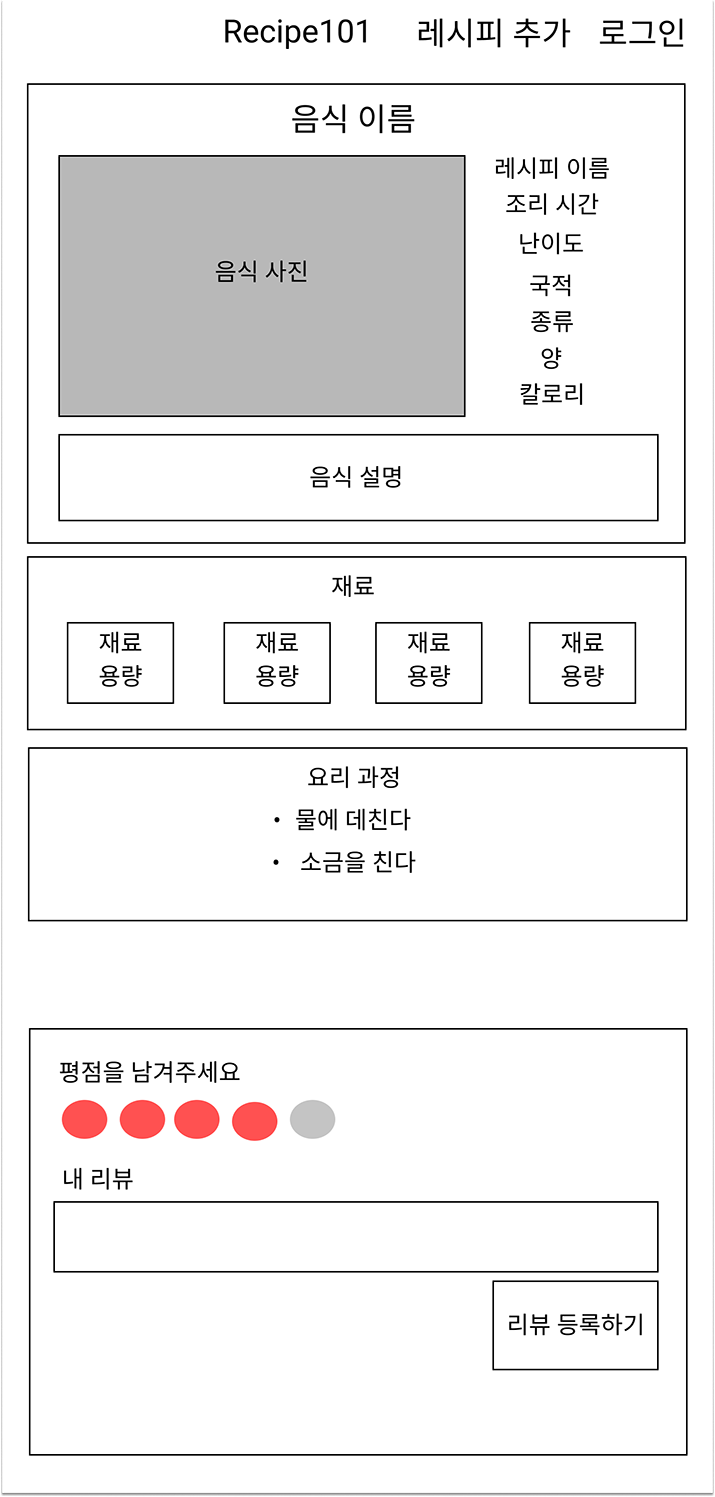 Recipe101 레시피 추가 로그인
음식 이름
음식 사진
레시피 이름
조리 시간
난이도
국적
종류
양
칼로리
음식 설명
재료
재료
용량
재료
용량
재료
용량
재료
용량
요리 과정
• 물에 데친다
• 소금을 친다
평점을 남겨주세요
내 리뷰
리뷰 등록하기